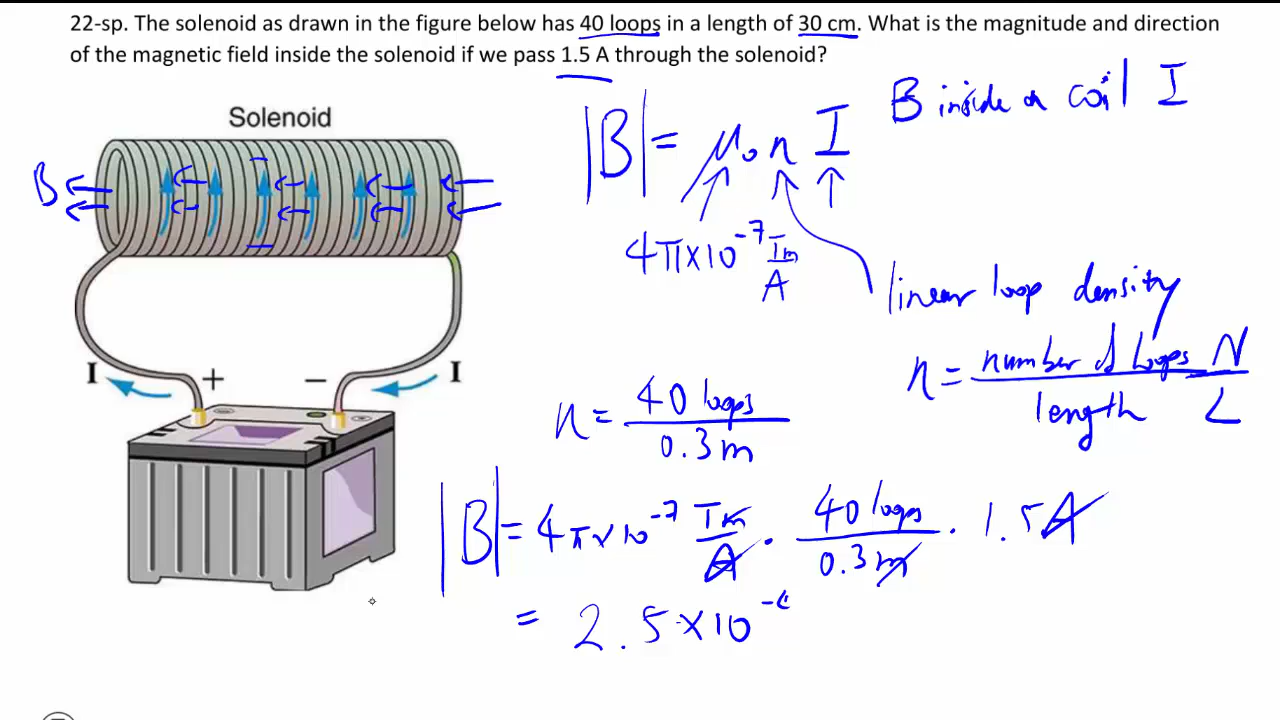 22-sp. The solenoid as drawn in the figure below has 40 loops in a length of 30 cm. What is the magnitude and direction
of the magnetic field inside the solenoid if we pass 1.5 A through the solenoid?
B inside a coil I
Solenoid
|B| = μ₀ n I
B
4π×10⁻⁷ Tm/A
linear loop density
n = number of loops / length N / L
I + − I
n = 40 loops / 0.3 m
|B| = 4π×10⁻⁷ Tm/A · 40 loops / 0.3 m · 1.5 A
= 2.5 × 10⁻